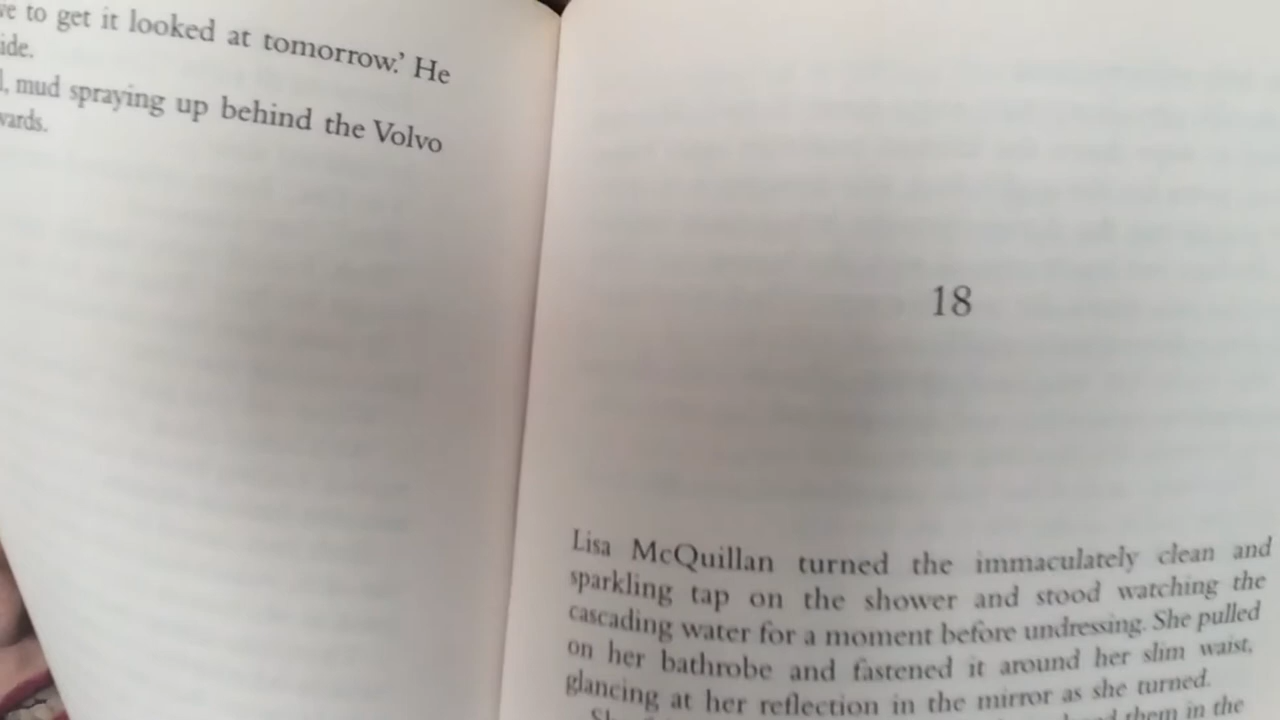 to get it looked at tomorrow.' He
mud spraying up behind the Volvo
18
Lisa McQuillan turned the immaculately clean and
sparkling tap on the shower and stood watching the
cascading water for a moment before undressing. She pulled
on her bathrobe and fastened it around her slim waist,
glancing at her reflection in the mirror as she turned.
them in the